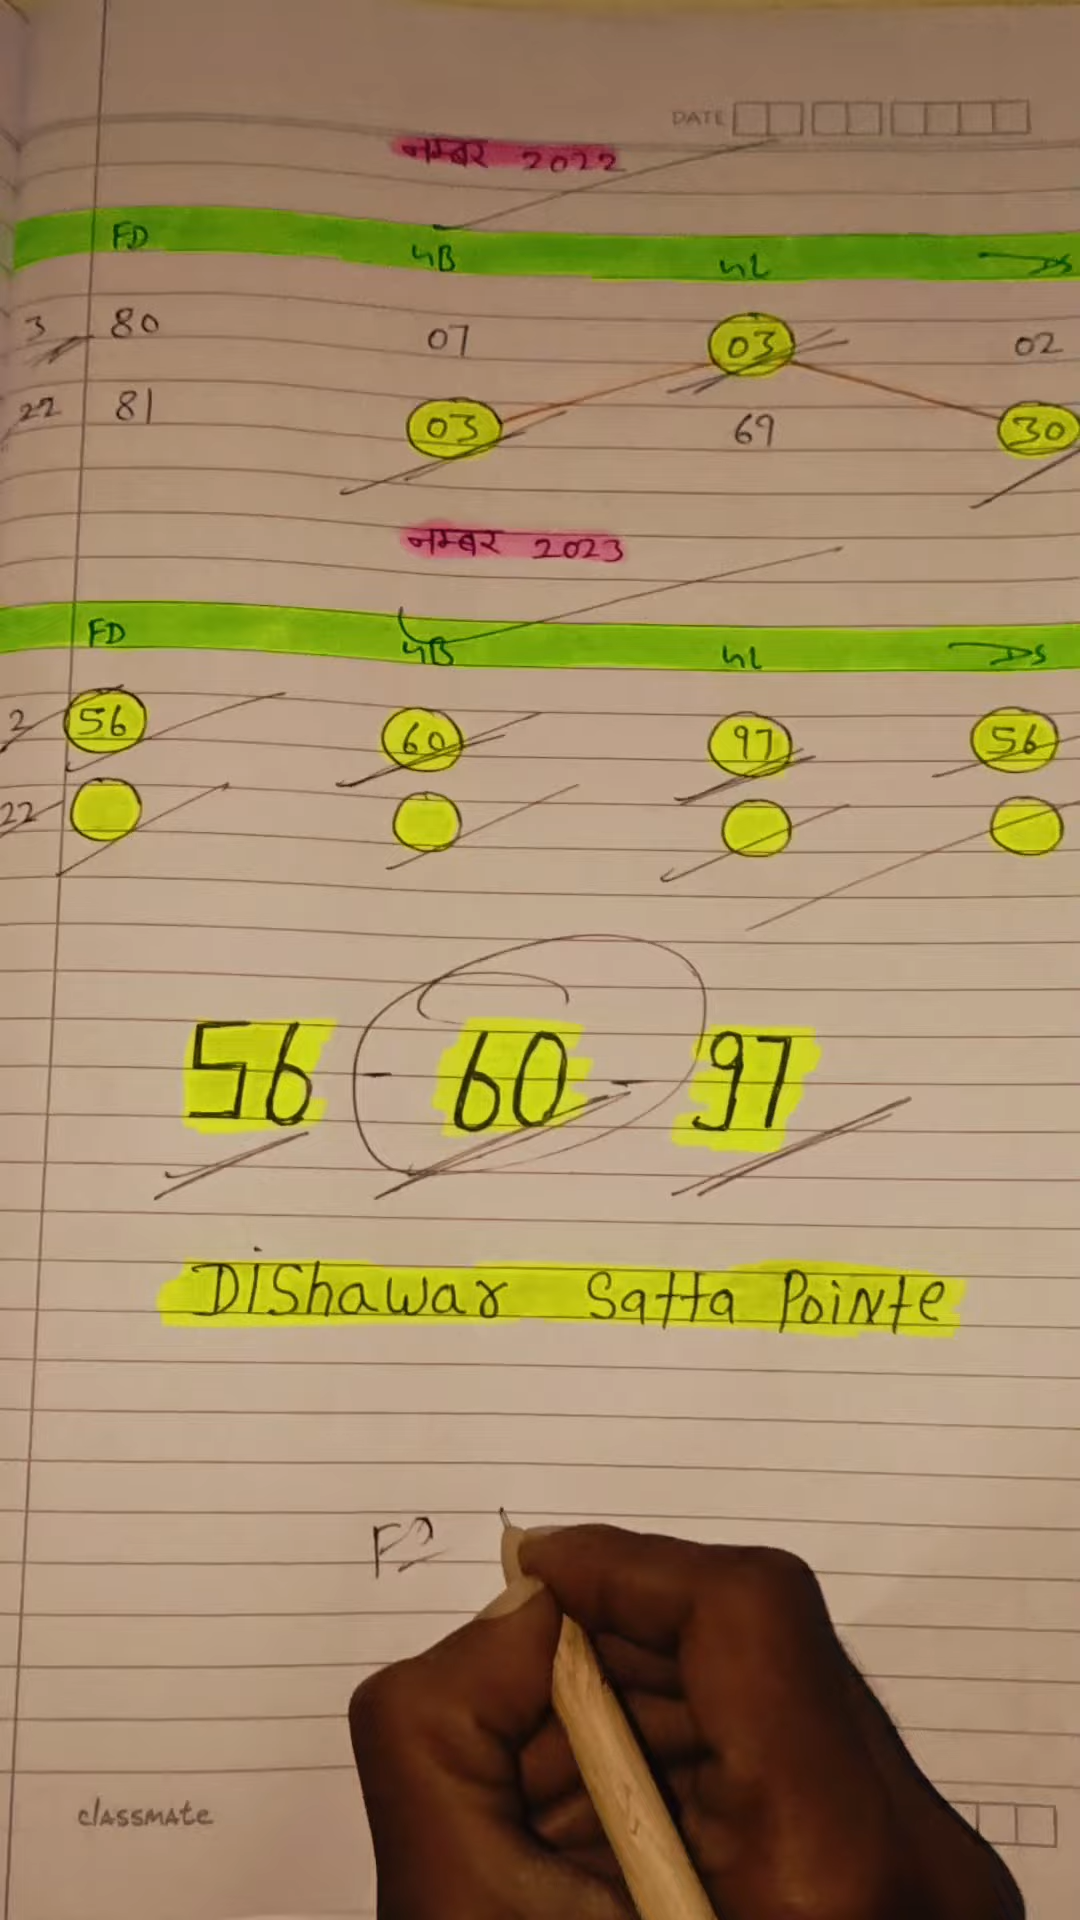 DATE
नम्बर 2022
FD GB GL DS
3 80 07 03 02
22 81 03 69 30
नम्बर 2023
FD GB GL DS
2 56 60 97 56
22
56 - 60 - 97
DiShawar Satta PoiNte
classmate